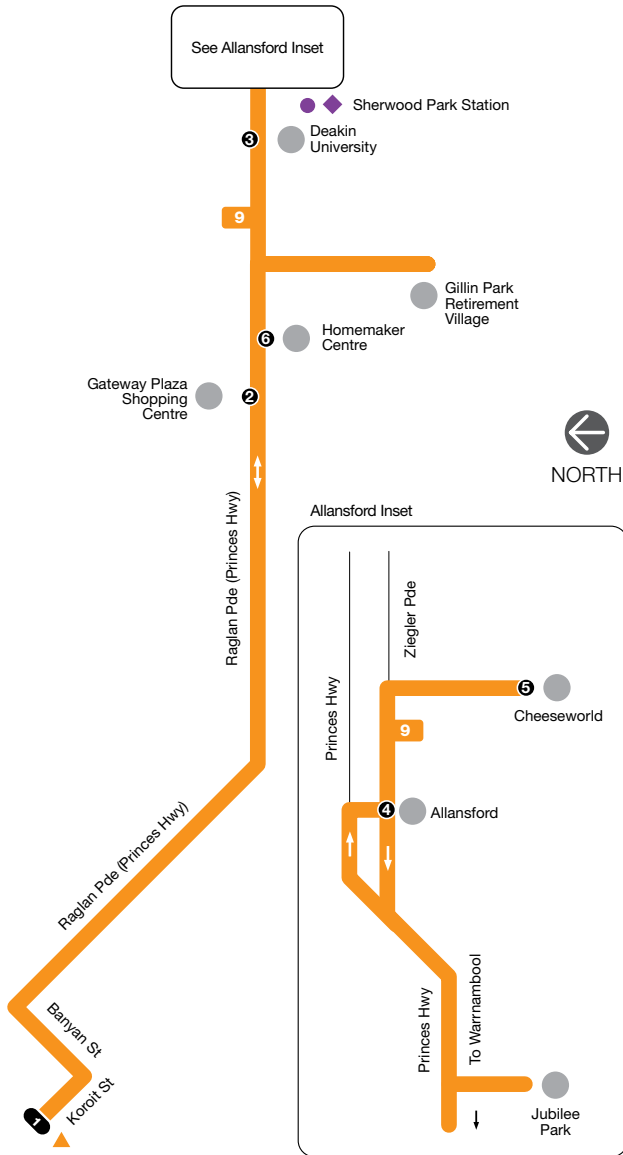 See Allansford Inset
Sherwood Park Station
3
Deakin
University
9
Gillin Park
Retirement
Village
6
Homemaker
Centre
Gateway Plaza
Shopping
Centre
2
NORTH
Raglan Pde (Princes Hwy)
Raglan Pde (Princes Hwy)
Banyan St
Koroit St
1
Allansford Inset
Ziegler Pde
Princes Hwy
5
Cheeseworld
9
4
Allansford
Princes Hwy
To Warrnambool
Jubilee
Park